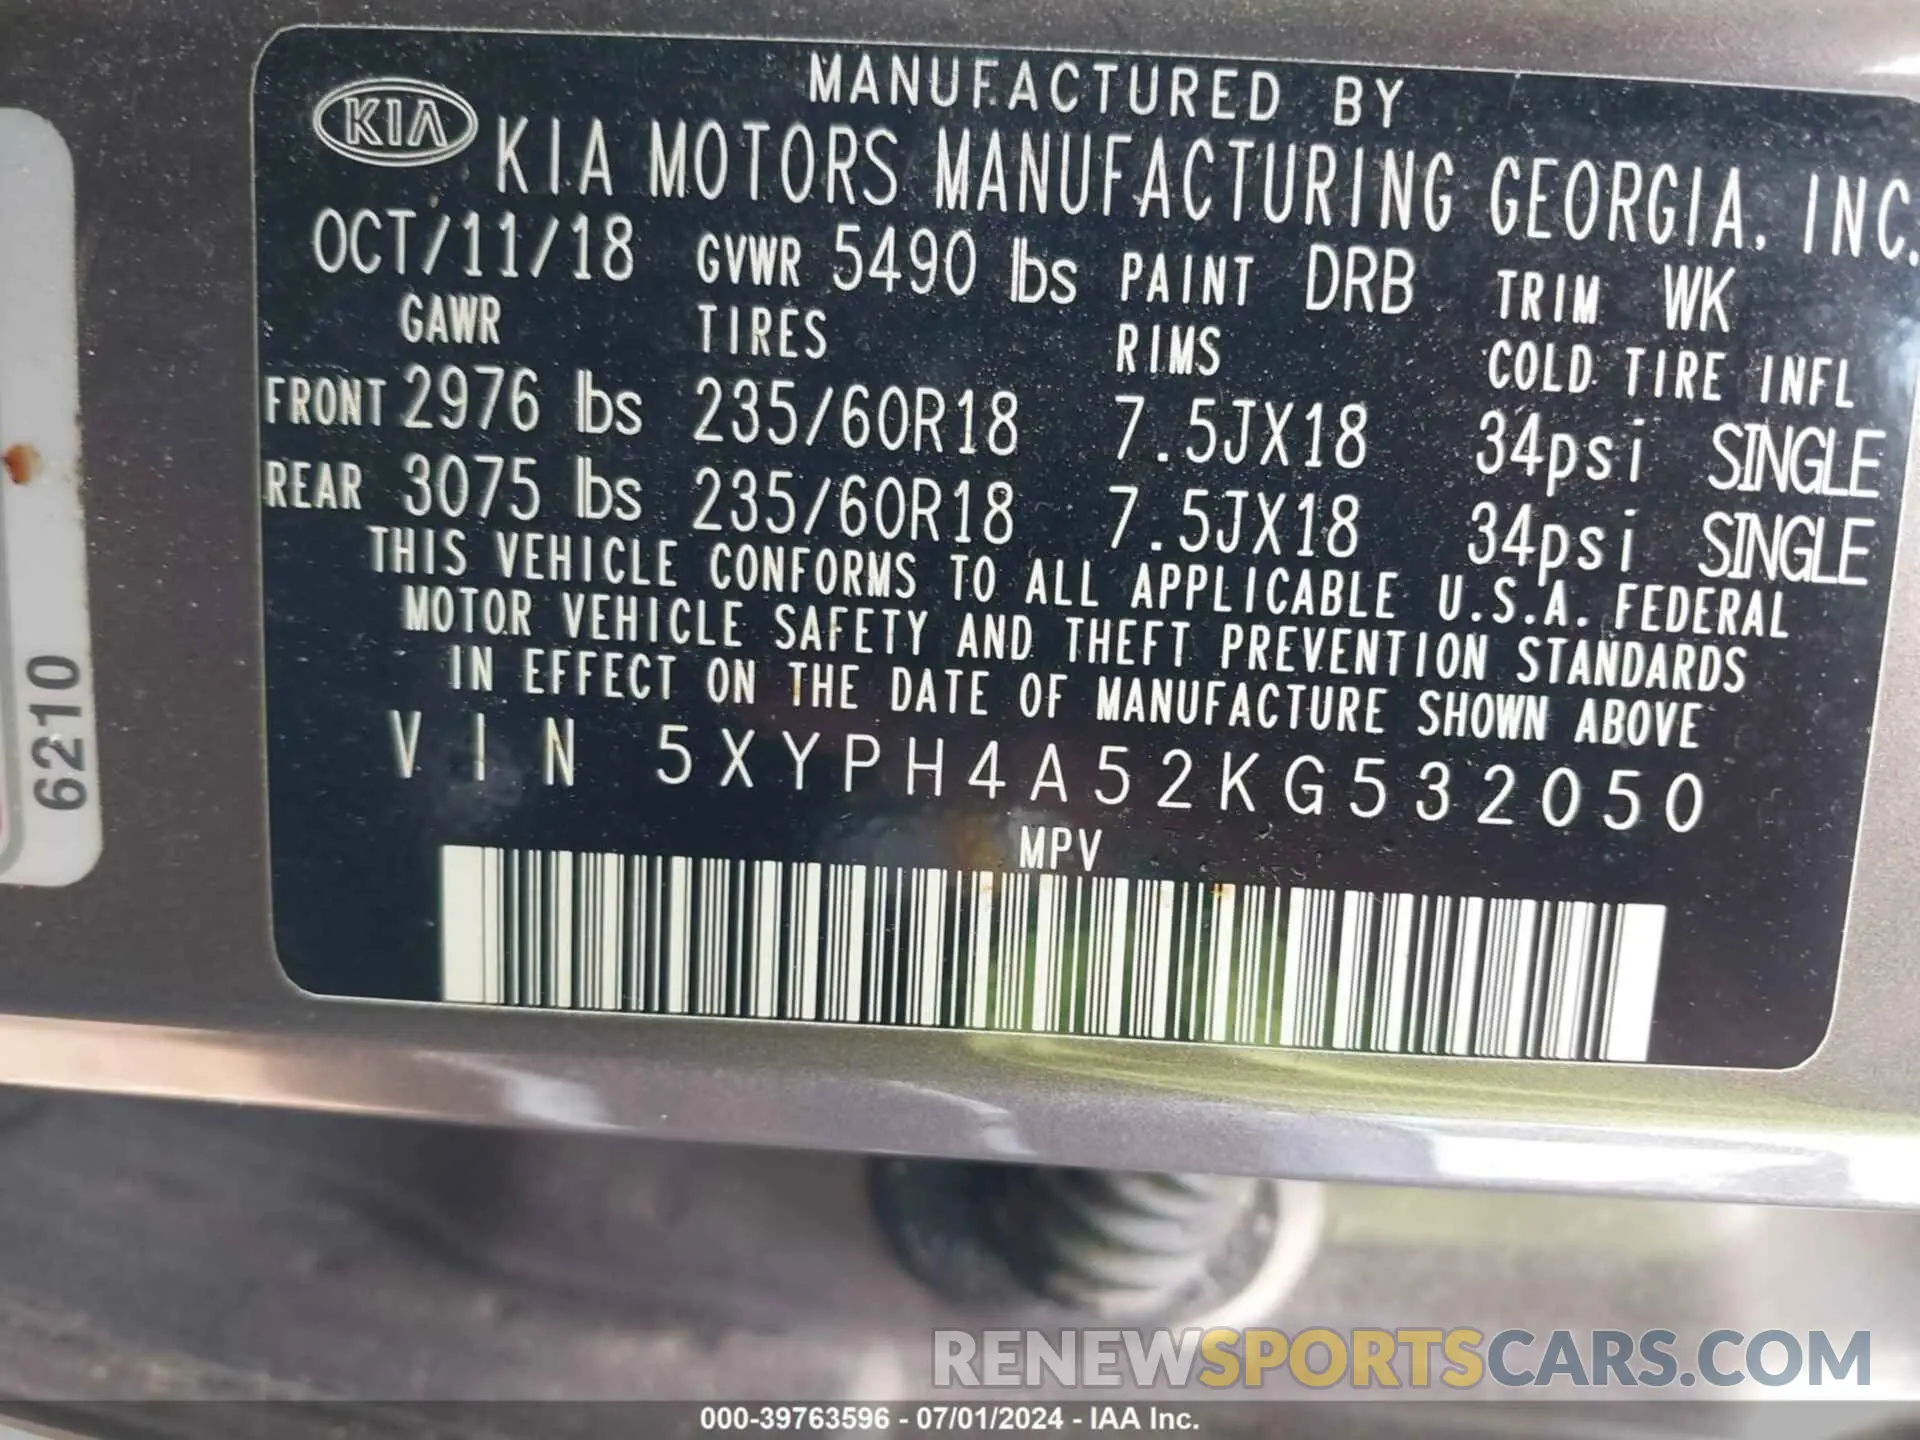 MANUFACTURED BY
KIA KIA MOTORS MANUFACTURING GEORGIA, INC.
OCT/11/18 GVWR 5490 lbs PAINT DRB TRIM WK
GAWR TIRES RIMS COLD TIRE INFL
FRONT 2976 lbs 235/60R18 7.5JX18 34psi SINGLE
REAR 3075 lbs 235/60R18 7.5JX18 34psi SINGLE
THIS VEHICLE CONFORMS TO ALL APPLICABLE U.S.A. FEDERAL
MOTOR VEHICLE SAFETY AND THEFT PREVENTION STANDARDS
IN EFFECT ON THE DATE OF MANUFACTURE SHOWN ABOVE
VIN 5XYPH4A52KG532050
MPV
6210
RENEWSPORTSCARS.COM
000-39763596 - 07/01/2024 - IAA Inc.